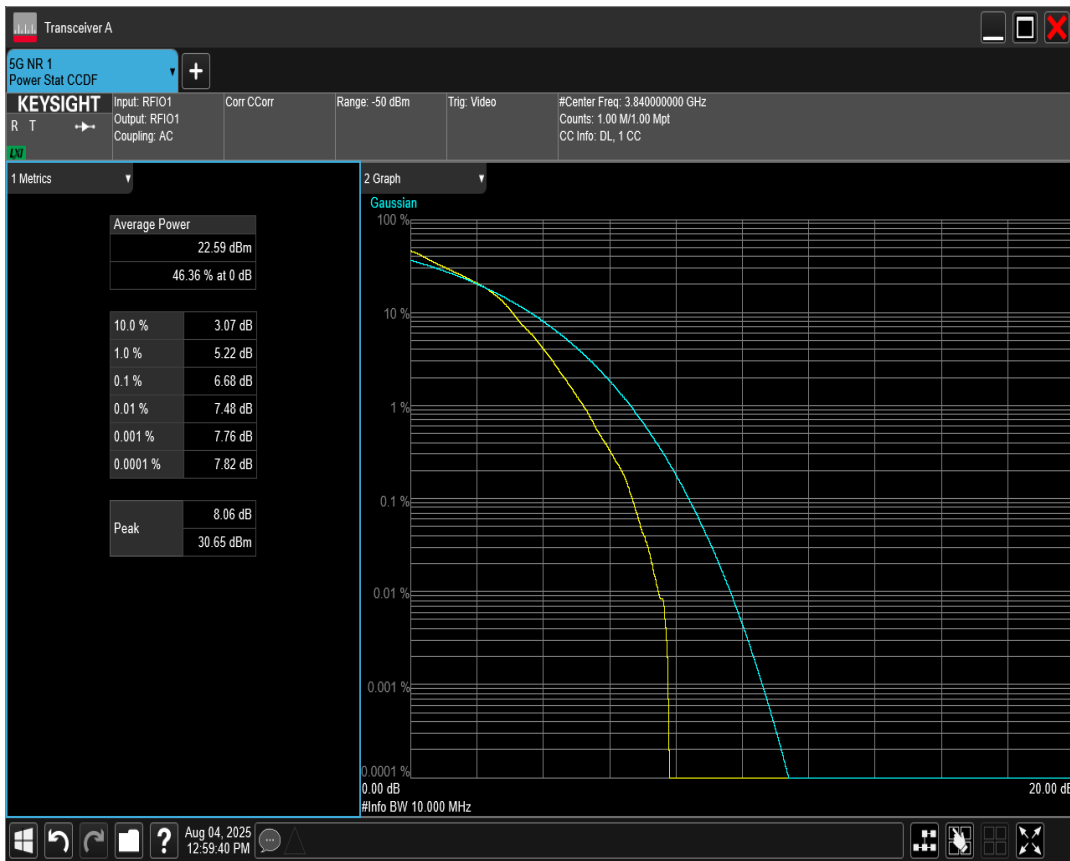 Transceiver A
5G NR 1
Power Stat CCDF
+
KEYSIGHT
R T
LXI
Input: RFIO1
Output: RFIO1
Coupling: AC
Corr CCorr
Range: -50 dBm
Trig: Video
#Center Freq: 3.840000000 GHz
Counts: 1.00 M/1.00 Mpt
CC Info: DL, 1 CC
1 Metrics
Average Power
22.59 dBm
46.36 % at 0 dB
10.0 % 3.07 dB
1.0 % 5.22 dB
0.1 % 6.68 dB
0.01 % 7.48 dB
0.001 % 7.76 dB
0.0001 % 7.82 dB
Peak
8.06 dB
30.65 dBm
2 Graph
Gaussian
100 %
10 %
1 %
0.1 %
0.01 %
0.001 %
0.0001 %
0.00 dB 20.00 dB
#Info BW 10.000 MHz
?
Aug 04, 2025
12:59:40 PM